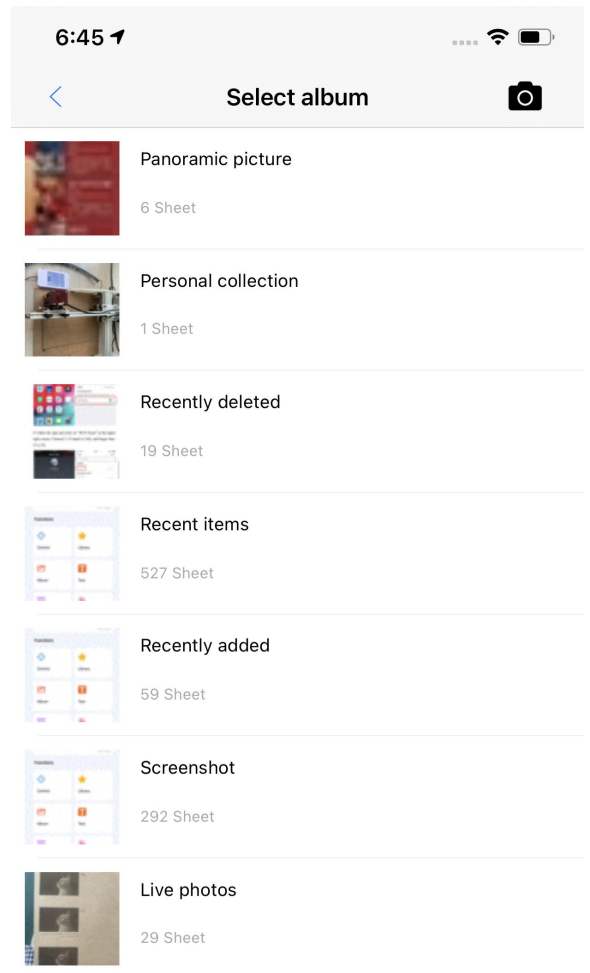 6:45
Select album
Panoramic picture
6 Sheet
Personal collection
1 Sheet
Recently deleted
19 Sheet
Recent items
527 Sheet
Recently added
59 Sheet
Screenshot
292 Sheet
Live photos
29 Sheet